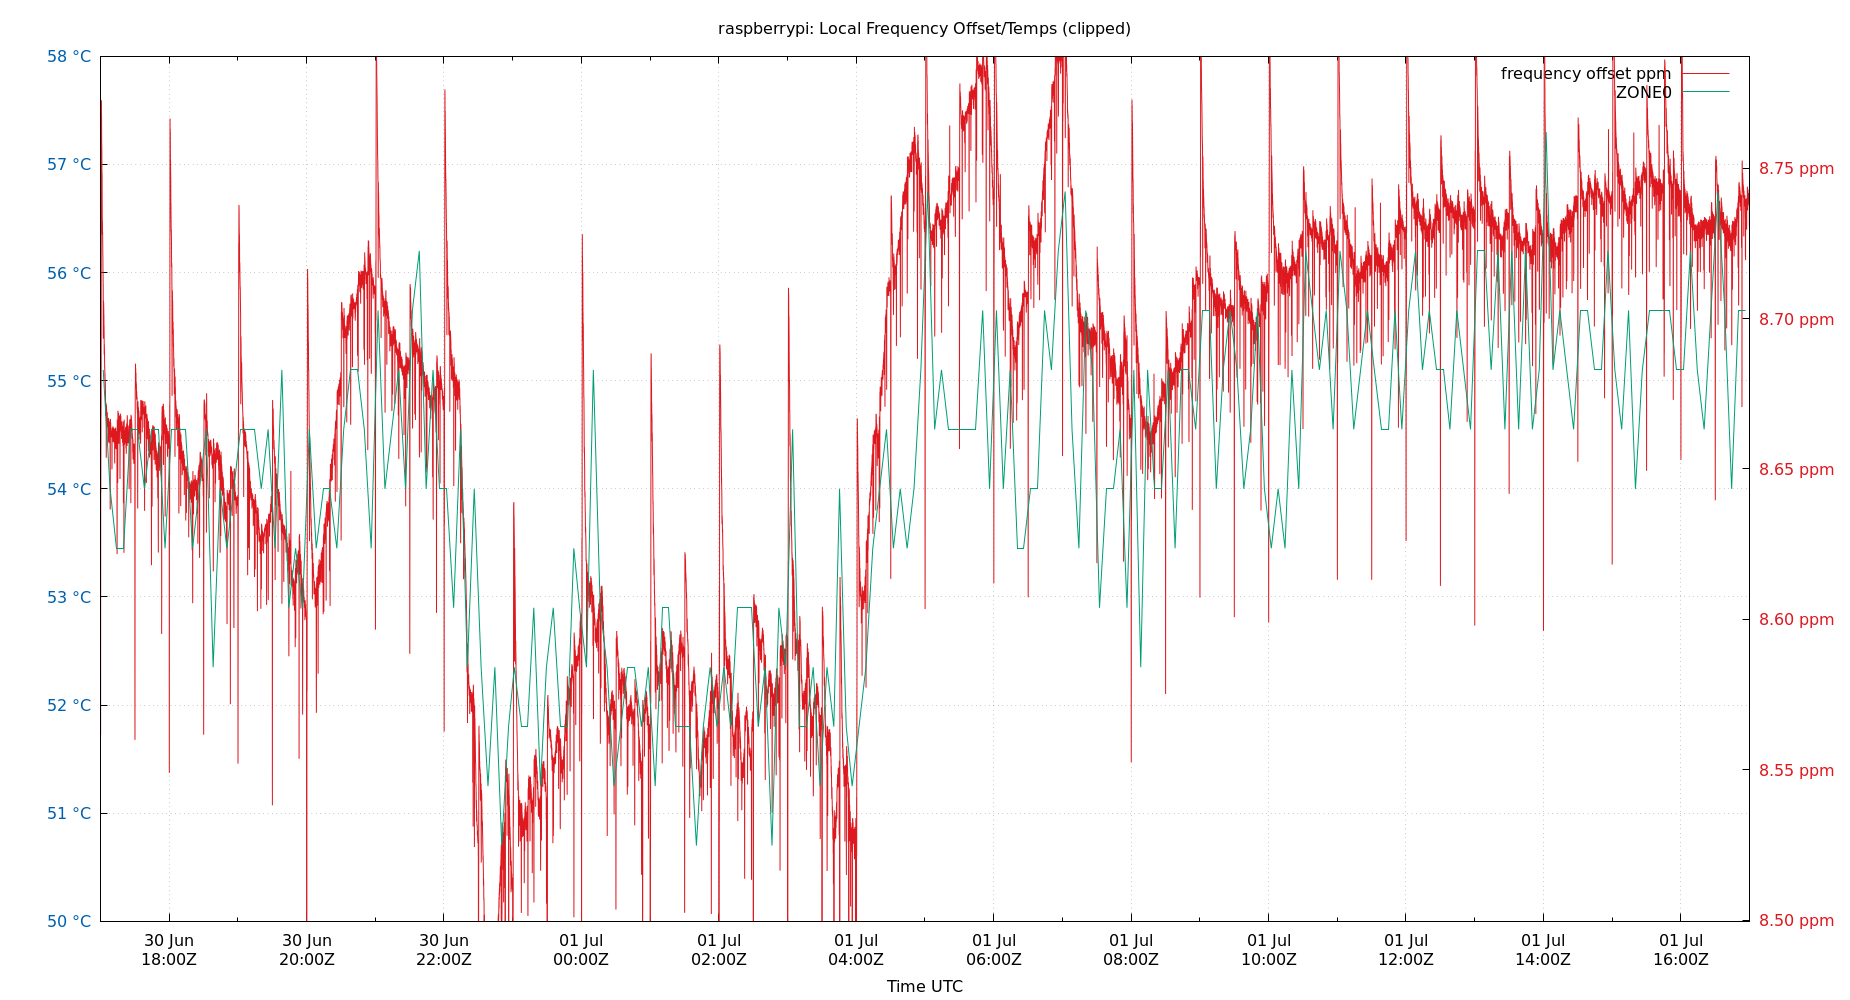 raspberrypi: Local Frequency Offset/Temps (clipped)
58 °C
57 °C
56 °C
55 °C
54 °C
53 °C
52 °C
51 °C
50 °C
frequency offset ppm
ZONE0
8.75 ppm
8.70 ppm
8.65 ppm
8.60 ppm
8.55 ppm
8.50 ppm
30 Jun
18:00Z
30 Jun
20:00Z
30 Jun
22:00Z
01 Jul
00:00Z
01 Jul
02:00Z
01 Jul
04:00Z
01 Jul
06:00Z
01 Jul
08:00Z
01 Jul
10:00Z
01 Jul
12:00Z
01 Jul
14:00Z
01 Jul
16:00Z
Time UTC